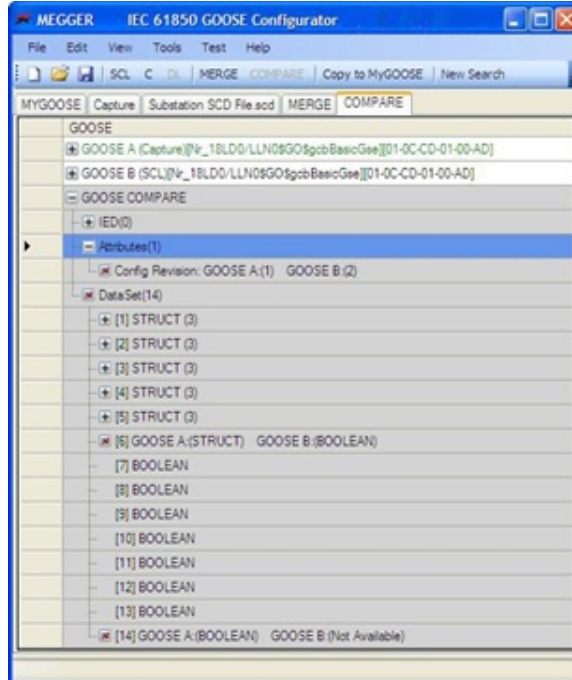 MEGGER IEC 61850 GOOSE Configurator
File Edit View Tools Test Help
SCL C DL MERGE COMPARE Copy to MyGOOSE New Search
MYGOOSE Capture Substation SCD File.scd MERGE COMPARE
GOOSE
GOOSE A (Capture)[Nr_18LD0/LLN0$GO$gcbBasicGse][01-0C-CD-01-00-AD]
GOOSE B (SCL)[Nr_18LD0/LLN0$GO$gcbBasicGse][01-0C-CD-01-00-AD]
GOOSE COMPARE
IED(0)
Attributes(1)
Config Revision: GOOSE A:(1) GOOSE B:(2)
DataSet(14)
[1] STRUCT (3)
[2] STRUCT (3)
[3] STRUCT (3)
[4] STRUCT (3)
[5] STRUCT (3)
[6] GOOSE A:(STRUCT) GOOSE B:(BOOLEAN)
[7] BOOLEAN
[8] BOOLEAN
[9] BOOLEAN
[10] BOOLEAN
[11] BOOLEAN
[12] BOOLEAN
[13] BOOLEAN
[14] GOOSE A:(BOOLEAN) GOOSE B:(Not Available)